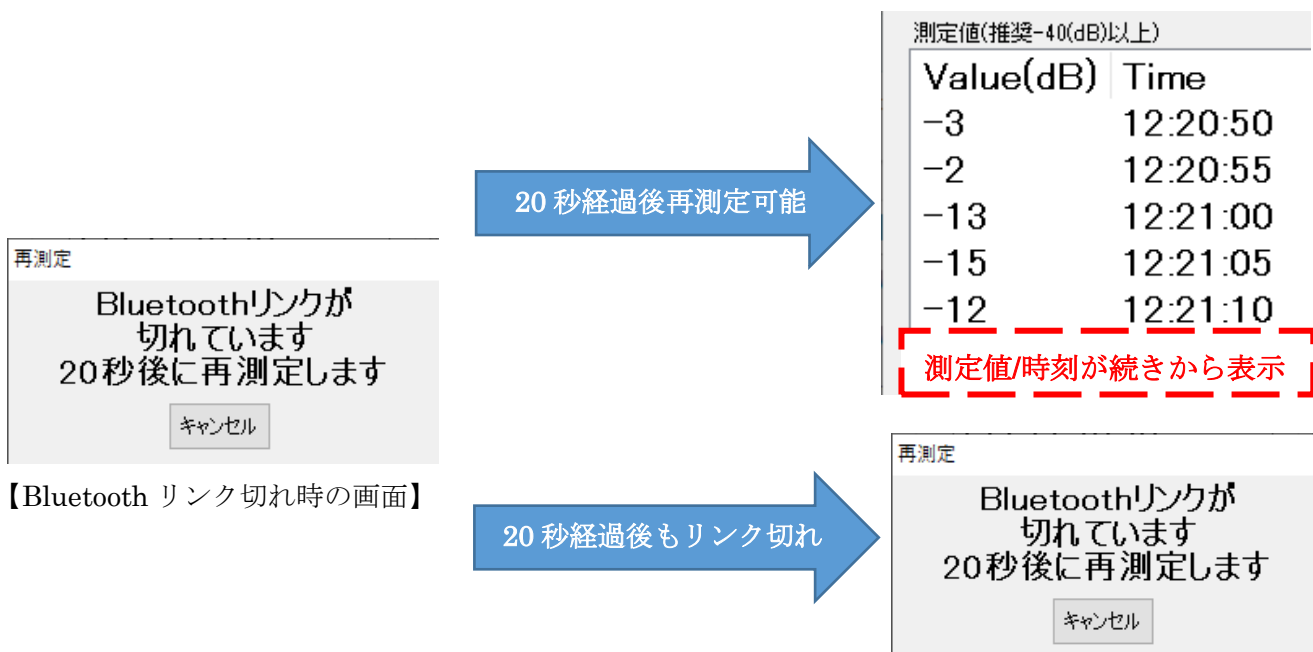 再測定
Bluetoothリンクが
切れています
20秒後に再測定します
キャンセル
【Bluetooth リンク切れ時の画面】
20 秒経過後再測定可能
測定値(推奨-40(dB)以上)
Value(dB) Time
-3 12:20:50
-2 12:20:55
-13 12:21:00
-15 12:21:05
-12 12:21:10
測定値/時刻が続きから表示
20 秒経過後もリンク切れ
再測定
Bluetoothリンクが
切れています
20秒後に再測定します
キャンセル